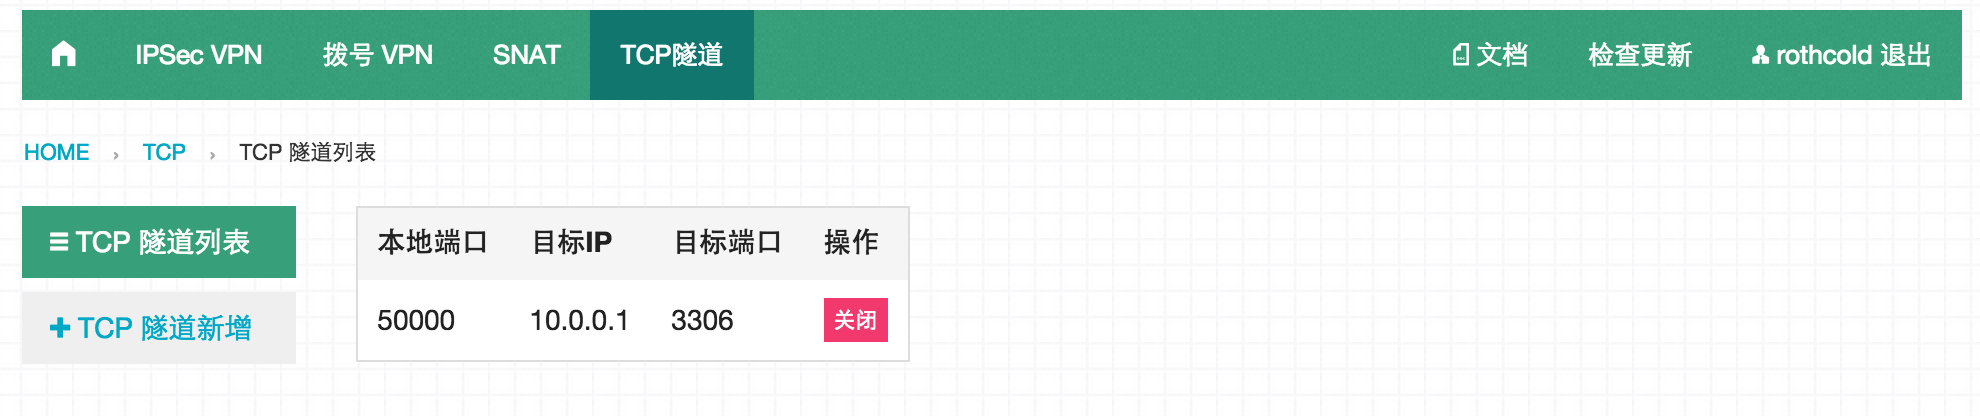 IPSec VPN 拨号 VPN SNAT TCP隧道 文档 检查更新 rothcold 退出
HOME › TCP › TCP 隧道列表
TCP 隧道列表
TCP 隧道新增
本地端口 目标IP 目标端口 操作
50000 10.0.0.1 3306 关闭